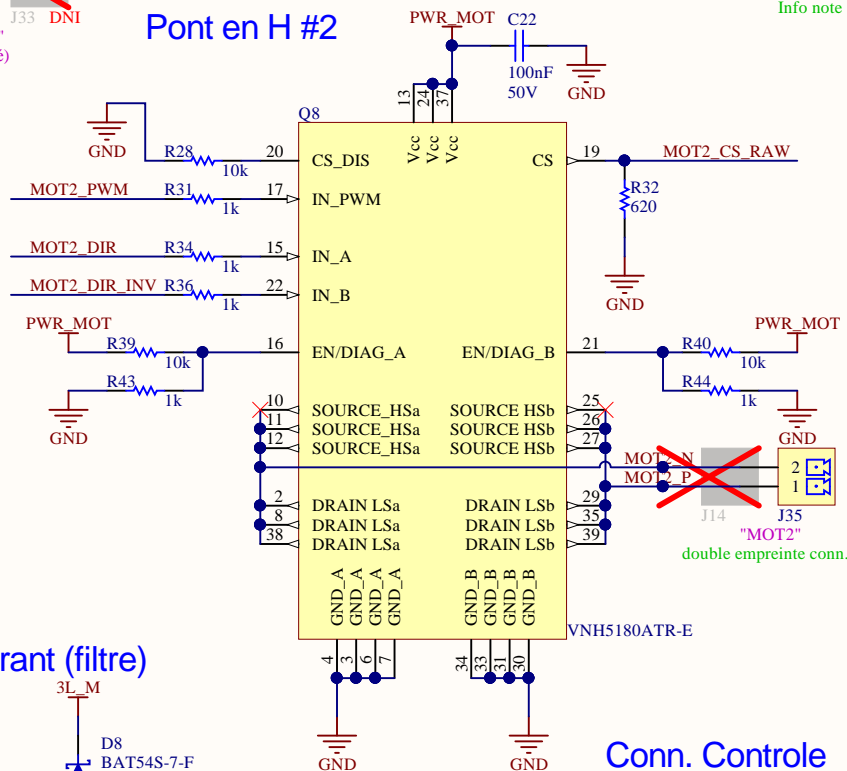 J33 DNI
Info note
"
é)
Pont en H #2
PWR_MOT
C22
100nF
50V
GND
13
24
37
Vcc
Vcc
Vcc
Q8
GND
R28
10k
20
CS_DIS
CS
19
MOT2_CS_RAW
MOT2_PWM
R31
1k
17
IN_PWM
R32
620
GND
MOT2_DIR
R34
1k
15
IN_A
MOT2_DIR_INV
R36
1k
22
IN_B
PWR_MOT
R39
10k
16
EN/DIAG_A
EN/DIAG_B
21
R40
10k
PWR_MOT
R43
1k
GND
R44
1k
GND
10
SOURCE_HSa
SOURCE HSb
25
11
SOURCE_HSa
SOURCE HSb
26
12
SOURCE_HSa
SOURCE HSb
27
MOT2_N
2
MOT2_P
1
J14
J35
"MOT2"
double empreinte conn.
2
DRAIN LSa
DRAIN LSb
29
8
DRAIN LSa
DRAIN LSb
35
38
DRAIN LSa
DRAIN LSb
39
GND_A
GND_A
GND_A
GND_A
GND_B
GND_B
GND_B
GND_B
VNH5180ATR-E
4
3
6
7
34
33
31
30
GND
GND
rant (filtre)
3L_M
D8
BAT54S-7-F
Conn. Controle